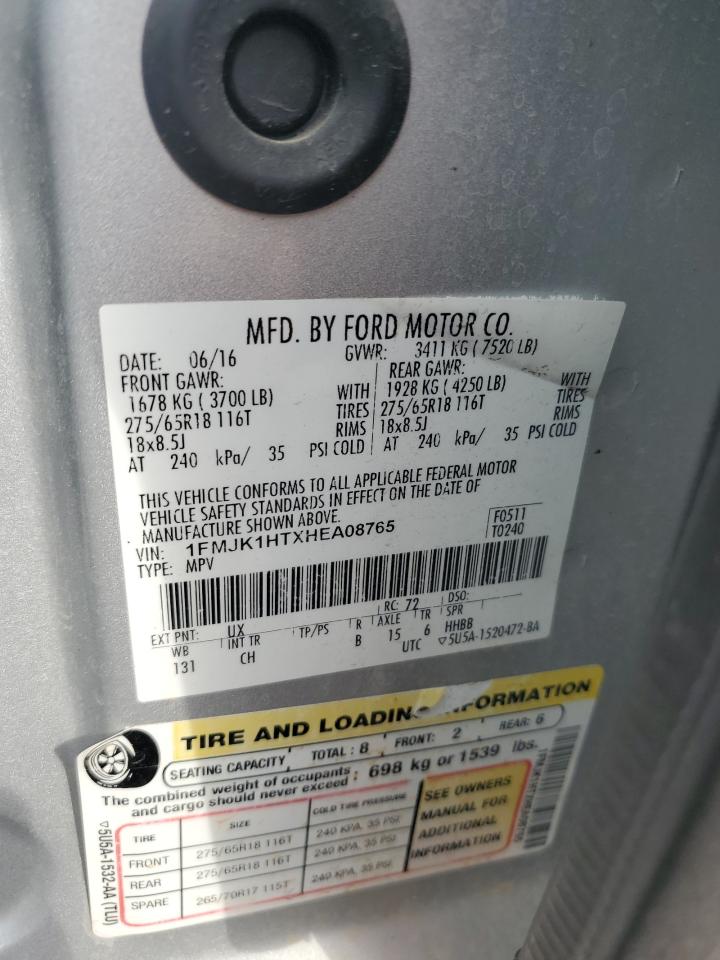 MFD. BY FORD MOTOR CO.
DATE: 06/16 GVWR: 3411 KG ( 7520 LB)
FRONT GAWR: REAR GAWR:
1678 KG ( 3700 LB) WITH 1928 KG ( 4250 LB) WITH
275/65R18 116T TIRES 275/65R18 116T TIRES
18x8.5J RIMS 18x8.5J RIMS
AT 240 kPa/ 35 PSI COLD AT 240 kPa/ 35 PSI COLD
THIS VEHICLE CONFORMS TO ALL APPLICABLE FEDERAL MOTOR
VEHICLE SAFETY STANDARDS IN EFFECT ON THE DATE OF
MANUFACTURE SHOWN ABOVE.
VIN: 1FMJK1HTXHEA08765 F0511
TYPE: MPV T0240
EXT PNT: UX RC: 72 DSO:
WB INT TR TP/PS R AXLE TR SPR
131 CH B 15 6 HHBB
UTC ▽5U5A-1520472-BA
TIRE AND LOADING INFORMATION
SEATING CAPACITY TOTAL : 8 FRONT: 2 REAR: 6
The combined weight of occupants
and cargo should never exceed : 698 kg or 1539 lbs.
TIRE SIZE COLD TIRE PRESSURE
FRONT 275/65R18 116T 240 KPA, 35 PSI
REAR 275/65R18 116T 240 KPA, 35 PSI
SPARE 265/70R17 115T 240 KPA, 35 PSI
SEE OWNERS
MANUAL FOR
ADDITIONAL
INFORMATION
▽5U5A-1532-AA (TLU)